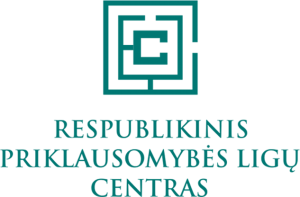 C
RESPUBLIKINIS
PRIKLAUSOMYBĖS LIGŲ
CENTRAS